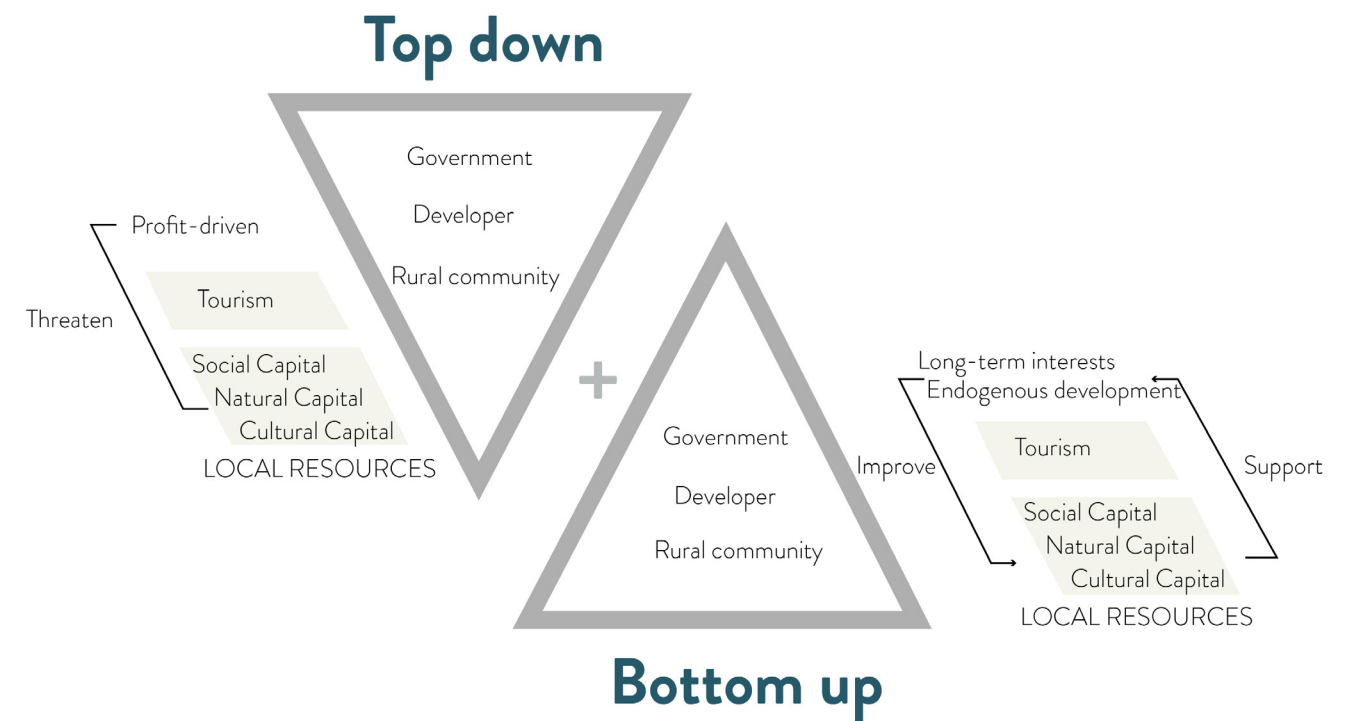 Top down
Government
Developer
Rural community
Profit-driven
Tourism
Threaten
Social Capital
Natural Capital
Cultural Capital
LOCAL RESOURCES
+
Government
Developer
Rural community
Long-term interests
Endogenous development
Improve
Tourism
Support
Social Capital
Natural Capital
Cultural Capital
LOCAL RESOURCES
Bottom up